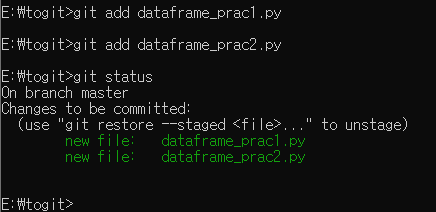 E:\togit>git add dataframe_prac1.py
E:\togit>git add dataframe_prac2.py
E:\togit>git status
On branch master
Changes to be committed:
  (use "git restore --staged <file>..." to unstage)
        new file:   dataframe_prac1.py
        new file:   dataframe_prac2.py
E:\togit>